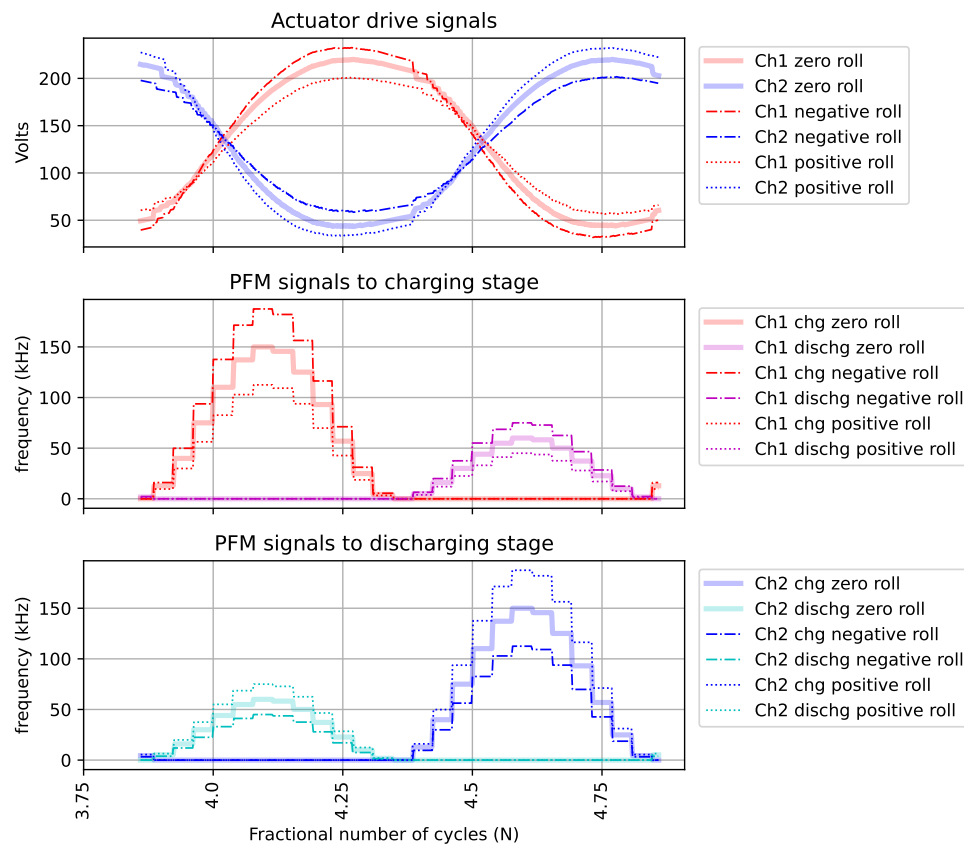 Actuator drive signals
Volts
200
150
100
50
Ch1 zero roll
Ch2 zero roll
Ch1 negative roll
Ch2 negative roll
Ch1 positive roll
Ch2 positive roll
PFM signals to charging stage
frequency (kHz)
150
100
50
0
Ch1 chg zero roll
Ch1 dischg zero roll
Ch1 chg negative roll
Ch1 dischg negative roll
Ch1 chg positive roll
Ch1 dischg positive roll
PFM signals to discharging stage
frequency (kHz)
150
100
50
0
Ch2 chg zero roll
Ch2 dischg zero roll
Ch2 chg negative roll
Ch2 dischg negative roll
Ch2 chg positive roll
Ch2 dischg positive roll
3.75
4.0
4.25
4.5
4.75
Fractional number of cycles (N)